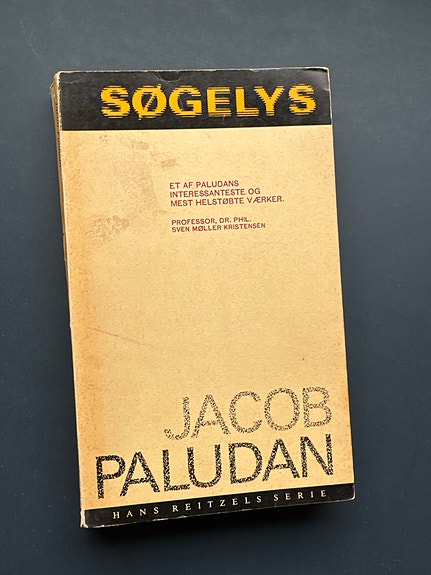 SØGELYS
ET AF PALUDANS
INTERESSANTESTE OG
MEST HELSTØBTE VÆRKER.
PROFESSOR, DR. PHIL.
SVEN MØLLER KRISTENSEN
JACOB
PALUDAN
HANS REITZELS SERIE